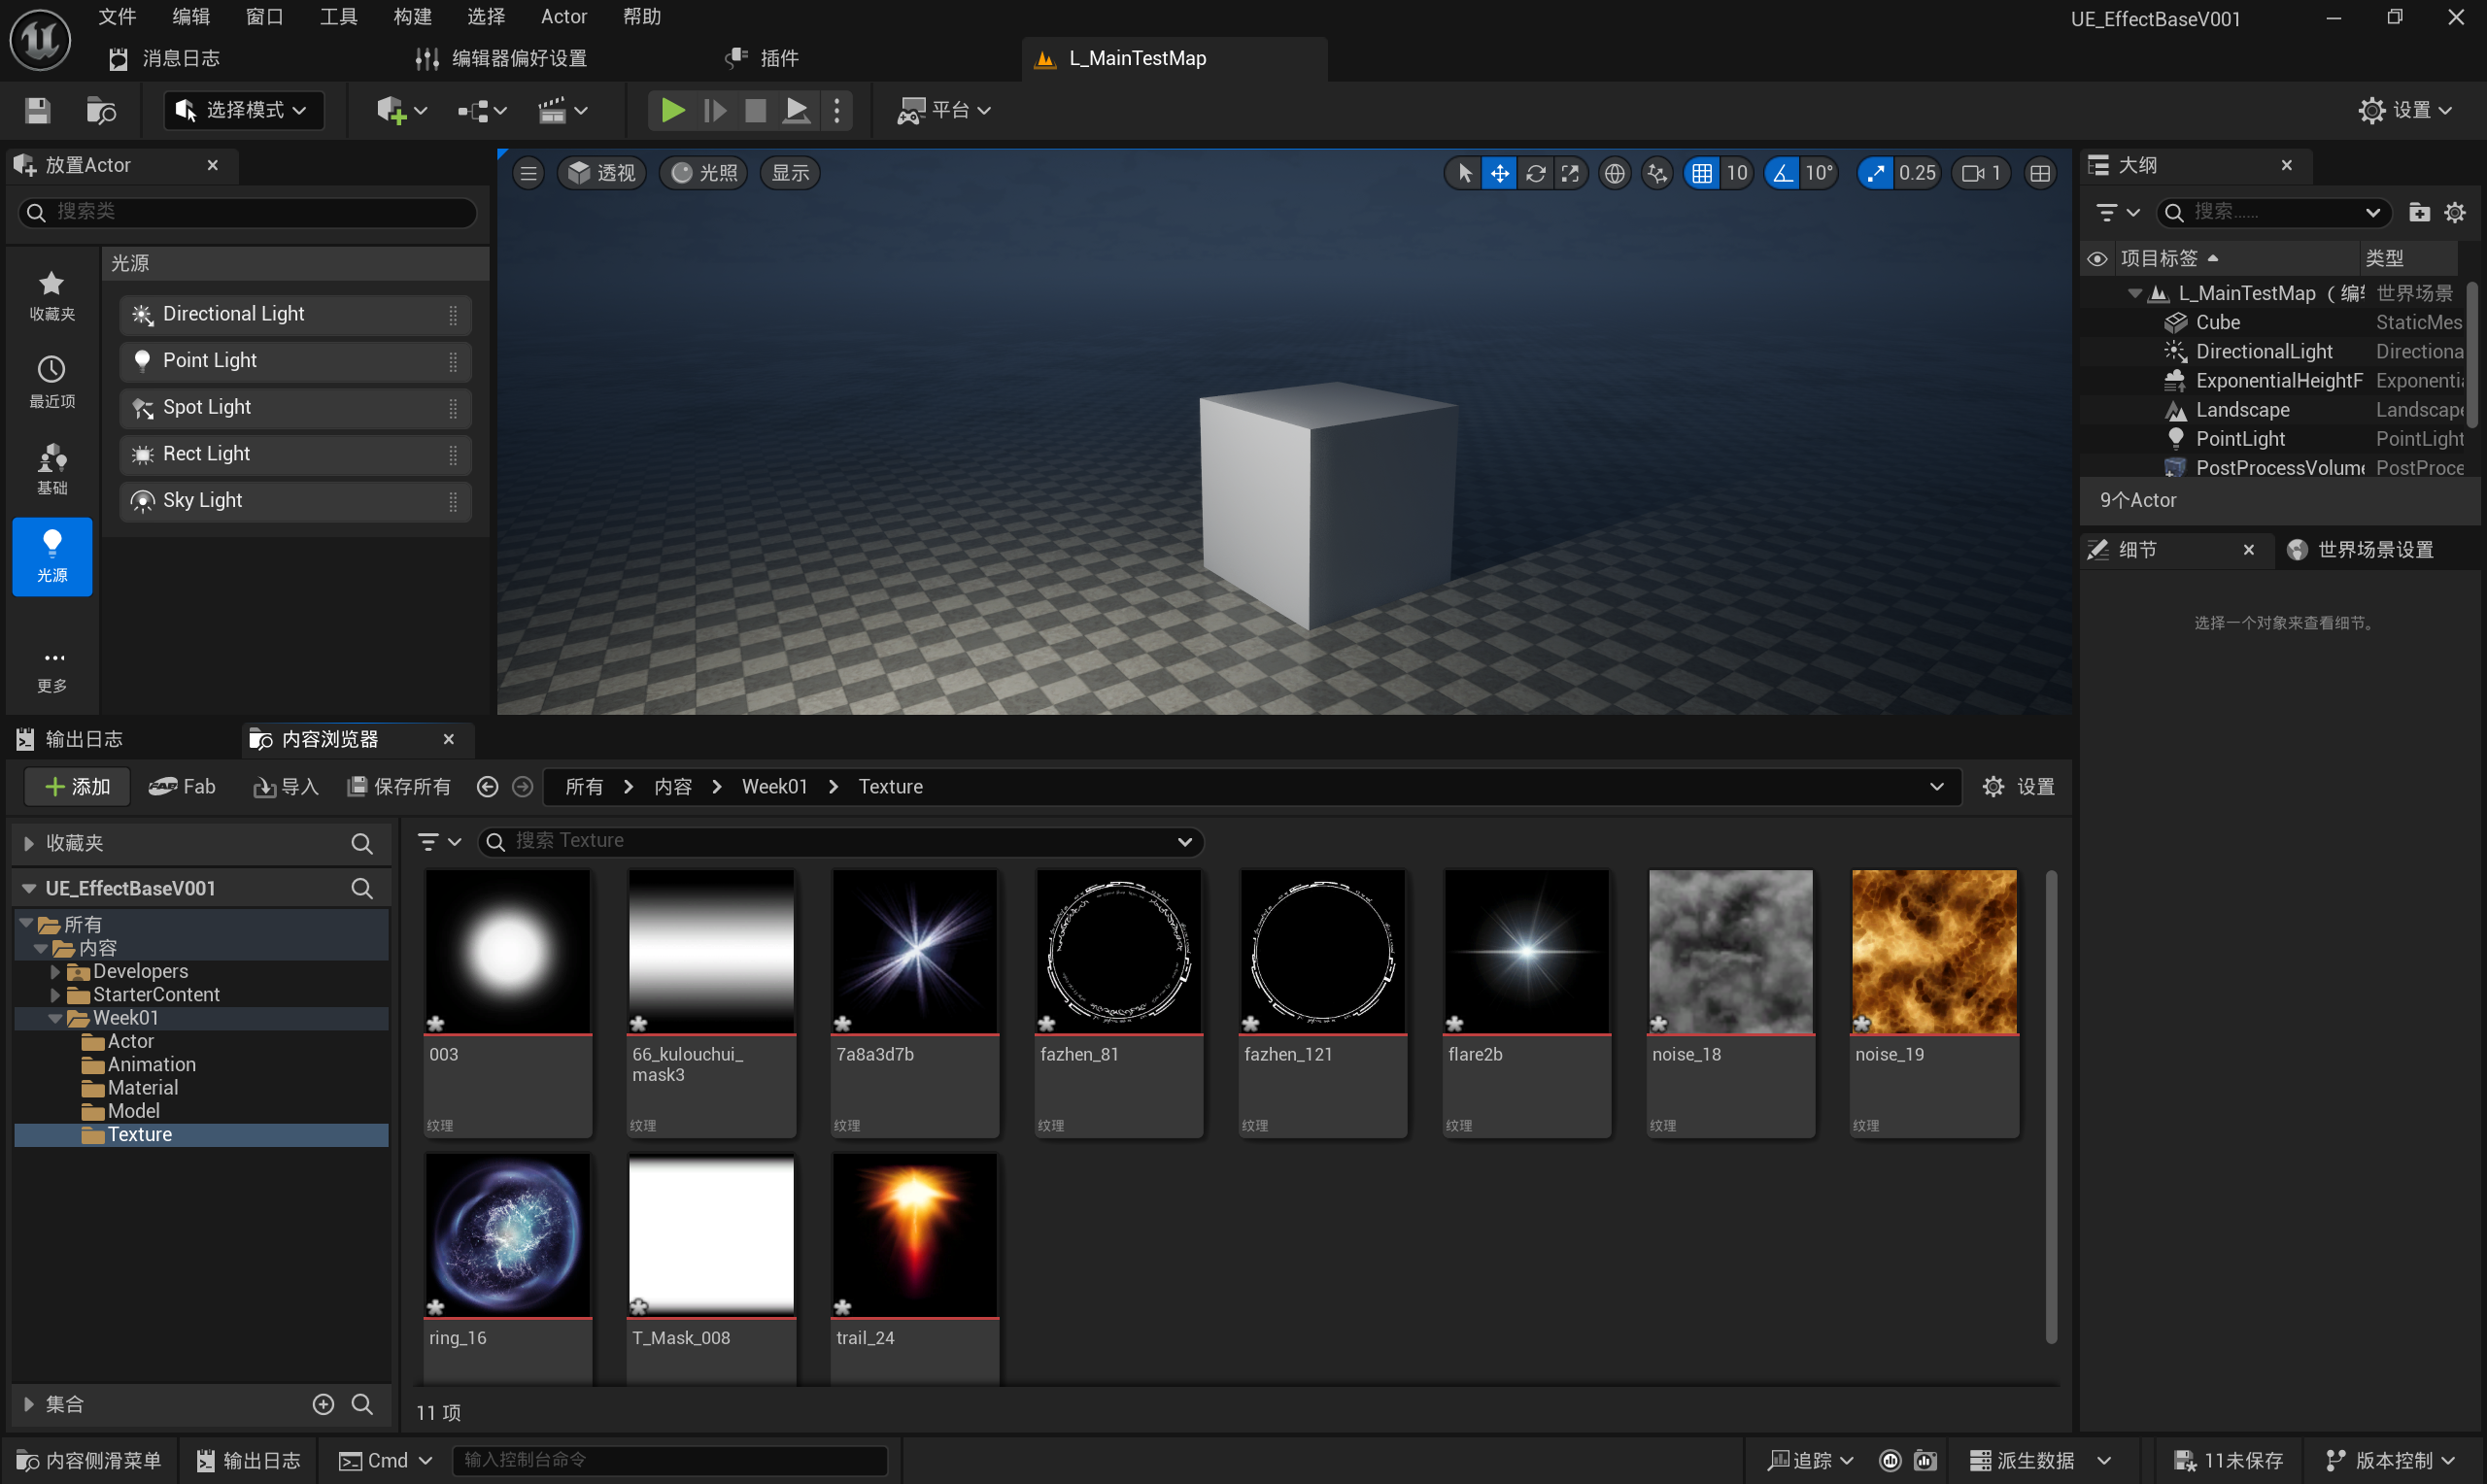 文件 编辑 窗口 工具 构建 选择 Actor 帮助
UE_EffectBaseV001
消息日志 编辑器偏好设置 插件 L_MainTestMap
选择模式 平台 设置
放置Actor
搜索类
光源
收藏夹
最近项
基础
光源
更多
Directional Light
Point Light
Spot Light
Rect Light
Sky Light
透视 光照 显示
10 10° 0.25 1
大纲
搜索......
项目标签 类型
L_MainTestMap （编辑 世界场景
Cube StaticMes
DirectionalLight Directiona
ExponentialHeightF Exponentia
Landscape Landscape
PointLight PointLight
PostProcessVolume PostProce
9个Actor
细节 世界场景设置
选择一个对象来查看细节。
输出日志 内容浏览器
添加 Fab 导入 保存所有 所有 内容 Week01 Texture 设置
收藏夹
UE_EffectBaseV001
所有
内容
Developers
StarterContent
Week01
Actor
Animation
Material
Model
Texture
集合
搜索 Texture
003
纹理
66_kulouchui_
mask3
纹理
7a8a3d7b
纹理
fazhen_81
纹理
fazhen_121
纹理
flare2b
纹理
noise_18
纹理
noise_19
纹理
ring_16
T_Mask_008
trail_24
11 项
内容侧滑菜单 输出日志 Cmd 输入控制台命令 追踪 派生数据 11未保存 版本控制